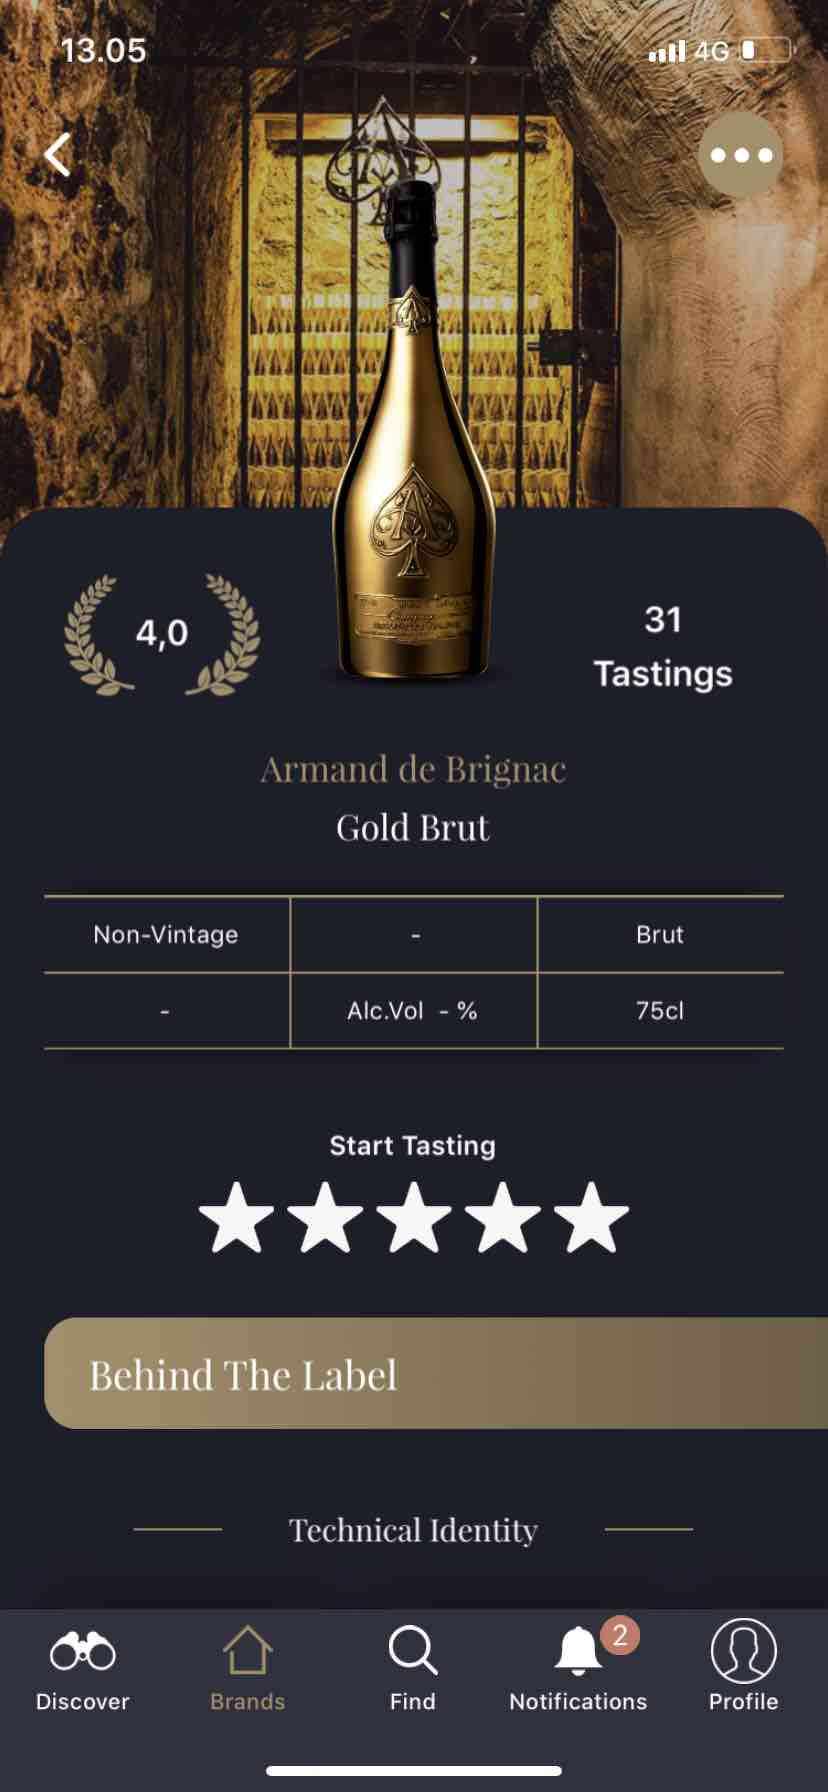 13.05
4G
4,0
31
Tastings
Armand de Brignac
Gold Brut
Non-Vintage - Brut
- Alc.Vol - % 75cl
Start Tasting
Behind The Label
Technical Identity
2
Discover Brands Find Notifications Profile